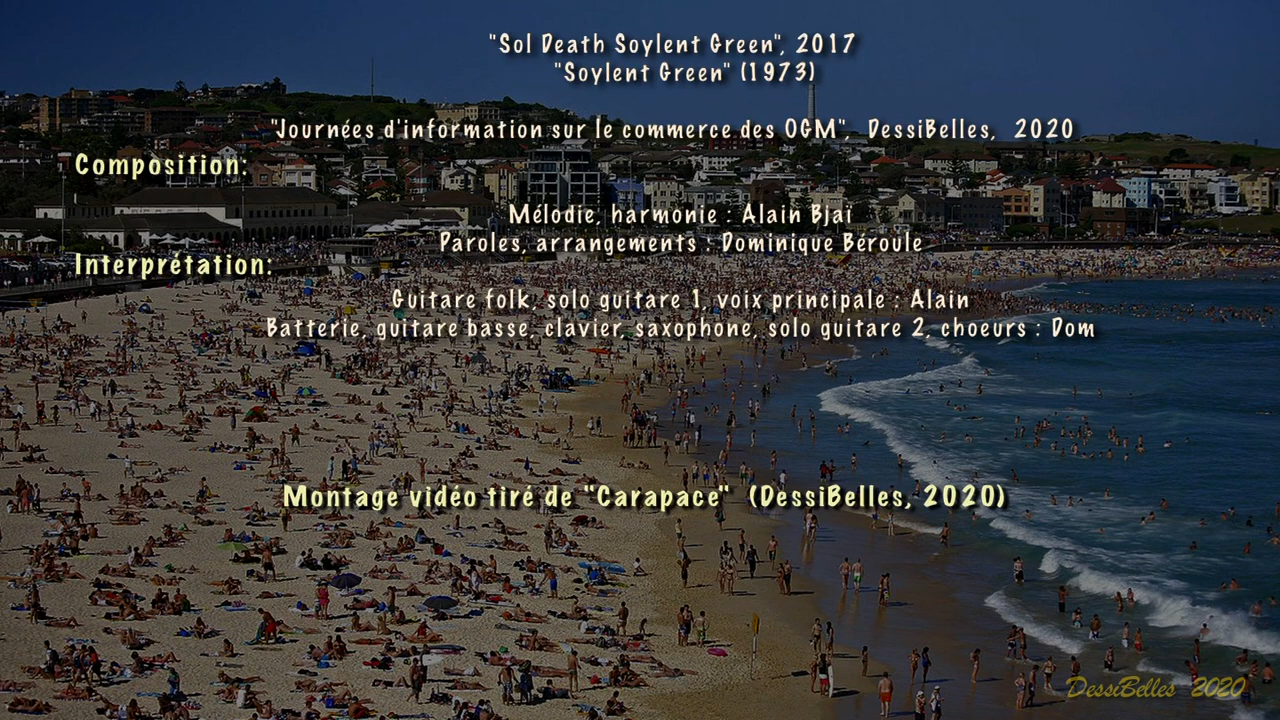 "Sol Death Soylent Green", 2017
"Soylent Green" (1973)
"Journées d'information sur le commerce des OGM", DessiBelles, 2020
Composition:
Mélodie, harmonie : Alain Bjaï
Paroles, arrangements : Dominique Béroule
Interprétation:
Guitare folk, solo guitare 1, voix principale : Alain
Batterie, guitare basse, clavier, saxophone, solo guitare 2, choeurs : Dom
Montage vidéo tiré de "Carapace" (DessiBelles, 2020)
DessiBelles 2020